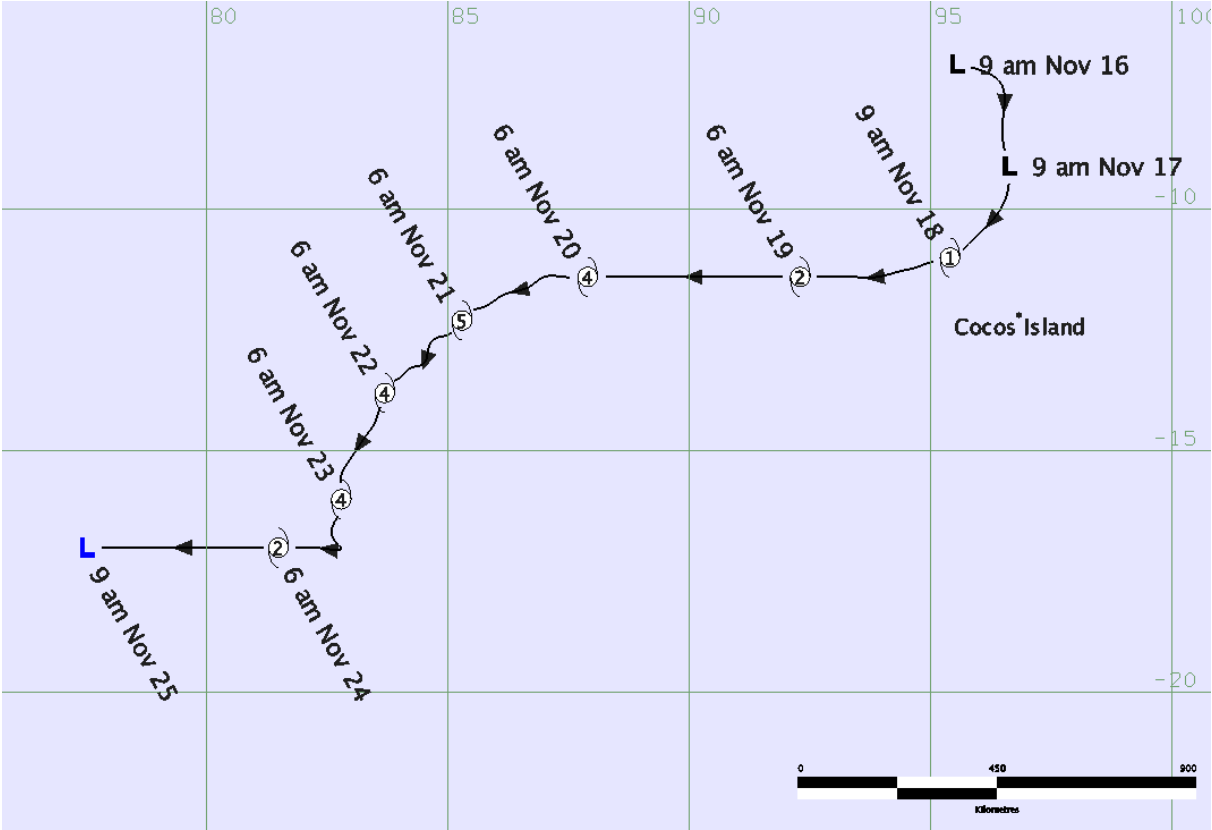 80
85
90
95
100
L 9 am Nov 16
L 9 am Nov 17
-10
9 am Nov 18
1
6 am Nov 19
2
6 am Nov 20
4
6 am Nov 21
5
6 am Nov 22
4
6 am Nov 23
4
Cocos*Island
-15
2
6 am Nov 24
L
9 am Nov 25
-20
0 450 900
Kilometres